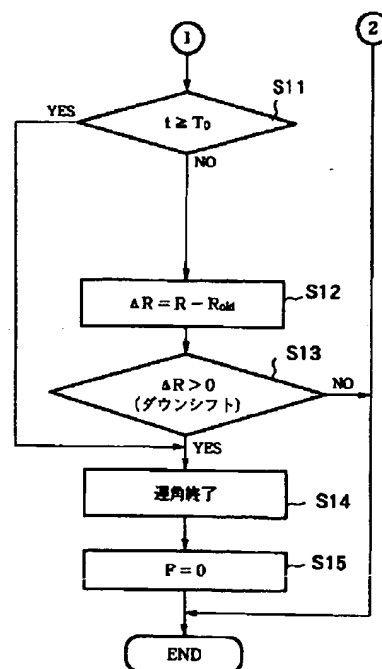 1
2
S11
YES
t ≧ T₀
NO
ΔR = R − Rold
S12
S13
ΔR > 0
(ダウンシフト)
NO
YES
遅角終了
S14
F = 0
S15
END